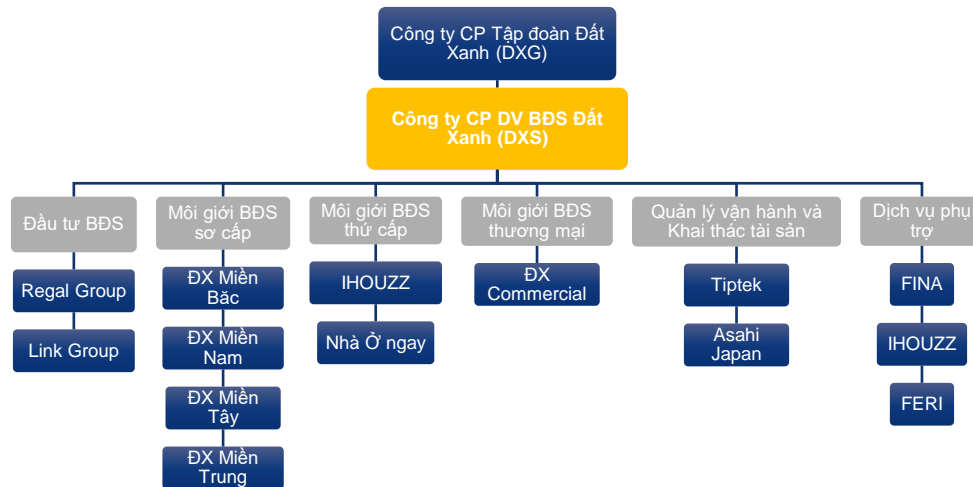 Công ty CP Tập đoàn Đất
Xanh (DXG)
Công ty CP DV BĐS Đất
Xanh (DXS)
Đầu tư BĐS
Môi giới BĐS
sơ cấp
Môi giới BĐS
thứ cấp
Môi giới BĐS
thương mại
Quản lý vận hành và
Khai thác tài sản
Dịch vụ phụ
trợ
Regal Group
Link Group
ĐX Miền
Băc
ĐX Miền
Nam
ĐX Miền
Tây
ĐX Miền
Trung
IHOUZZ
Nhà Ở ngay
ĐX
Commercial
Tiptek
Asahi
Japan
FINA
IHOUZZ
FERI